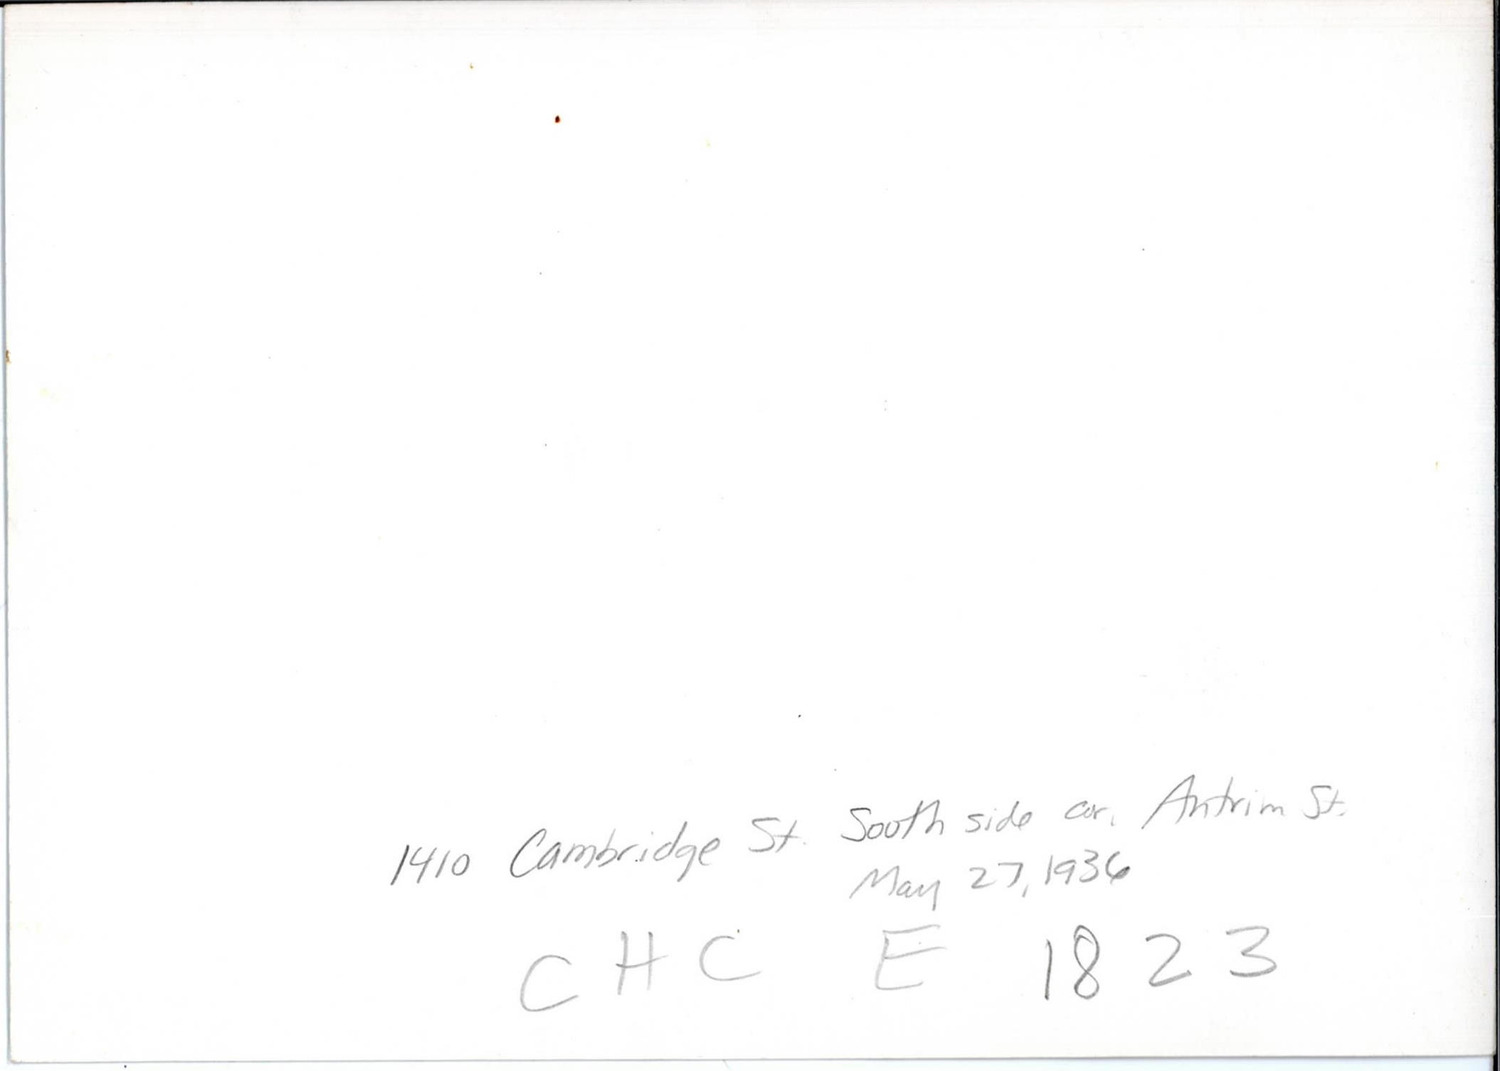 1410 Cambridge St. South side cor. Antrim St.
May 27, 1936
CHC E 1823